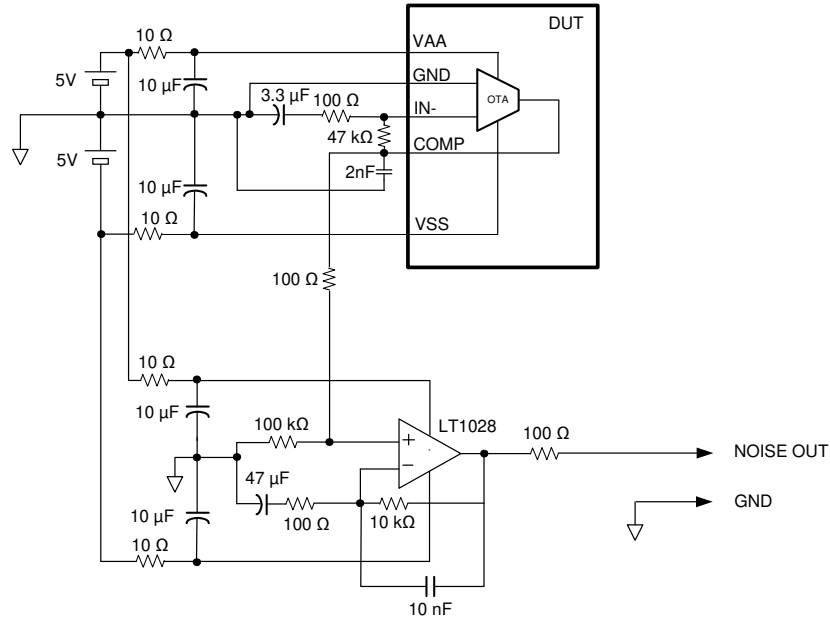 DUT
10 Ω
VAA
5V
10 µF
GND
3.3 µF
100 Ω
IN-
OTA
47 kΩ
COMP
5V
2nF
10 µF
10 Ω
VSS
100 Ω
10 Ω
10 µF
100 kΩ
LT1028
+
100 Ω
NOISE OUT
−
47 µF
100 Ω
10 kΩ
GND
10 µF
10 Ω
10 nF